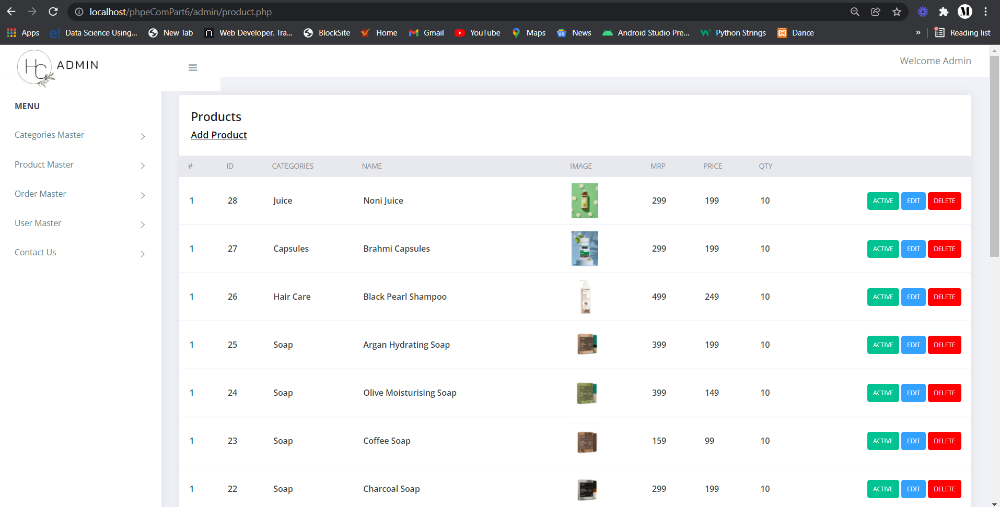 localhost/phpeComPart6/admin/product.php
Apps Data Science Using... New Tab Web Developer. Tra... BlockSite Home Gmail YouTube Maps News Android Studio Pre... Python Strings Dance » Reading list
HC ADMIN
Welcome Admin
MENU
Categories Master
Product Master
Order Master
User Master
Contact Us
Products
Add Product
# ID CATEGORIES NAME IMAGE MRP PRICE QTY
1 28 Juice Noni Juice 299 199 10 ACTIVE EDIT DELETE
1 27 Capsules Brahmi Capsules 299 199 10 ACTIVE EDIT DELETE
1 26 Hair Care Black Pearl Shampoo 499 249 10 ACTIVE EDIT DELETE
1 25 Soap Argan Hydrating Soap 399 199 10 ACTIVE EDIT DELETE
1 24 Soap Olive Moisturising Soap 399 149 10 ACTIVE EDIT DELETE
1 23 Soap Coffee Soap 159 99 10 ACTIVE EDIT DELETE
1 22 Soap Charcoal Soap 299 199 10 ACTIVE EDIT DELETE